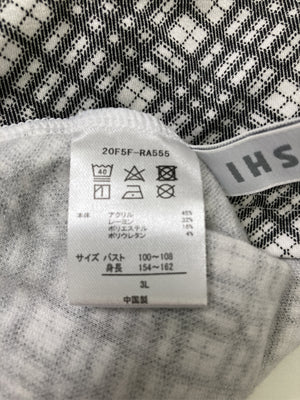 20F5F-RA555
40
本体 アクリル 45%
レーヨン 33%
ポリエステル 18%
ポリウレタン 4%
サイズ バスト 100～108
身長 154～162
3L
中国製
SHI